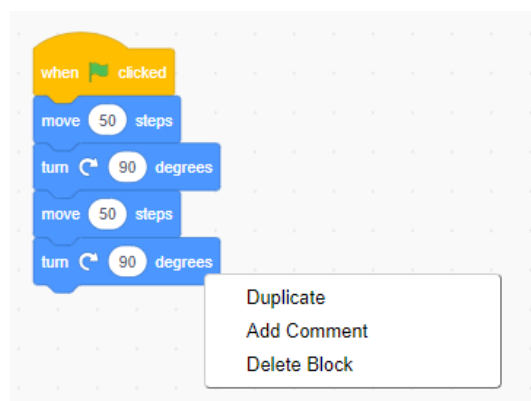 when clicked
move 50 steps
turn 90 degrees
move 50 steps
turn 90 degrees
Duplicate
Add Comment
Delete Block